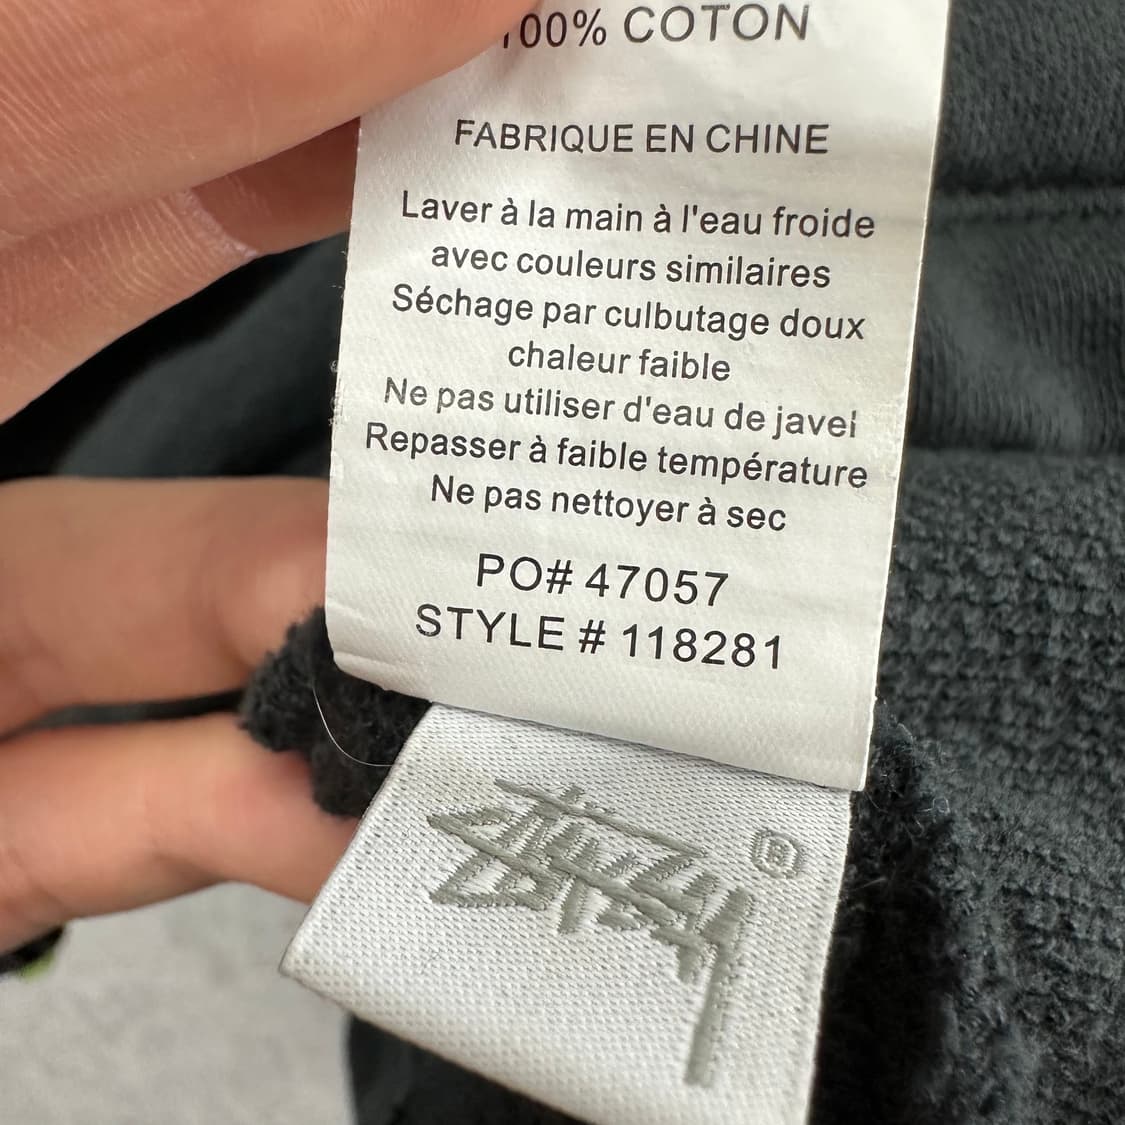 100% COTON
FABRIQUE EN CHINE
Laver à la main à l'eau froide
avec couleurs similaires
Séchage par culbutage doux
chaleur faible
Ne pas utiliser d'eau de javel
Repasser à faible température
Ne pas nettoyer à sec
PO# 47057
STYLE # 118281
Stüssy ®